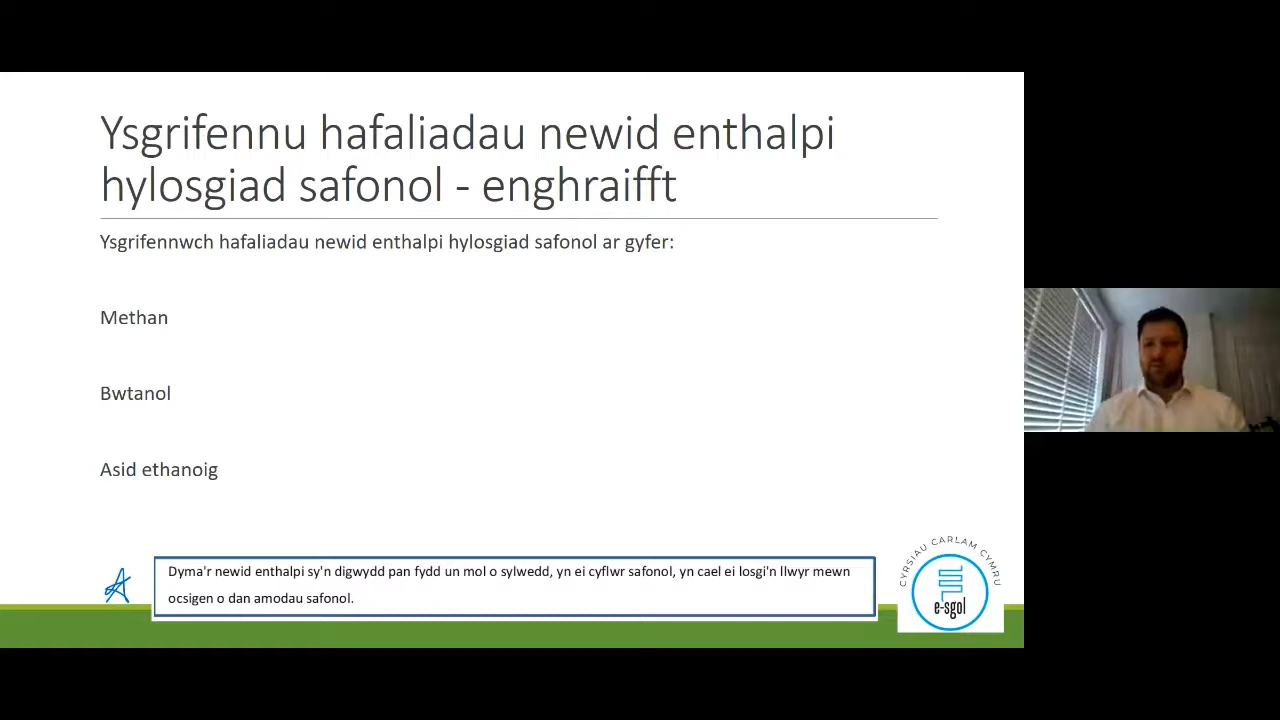 Ysgrifennu hafaliadau newid enthalpi
hylosgiad safonol - enghraifft
Ysgrifennwch hafaliadau newid enthalpi hylosgiad safonol ar gyfer:
Methan
Bwtanol
Asid ethanoig
Dyma'r newid enthalpi sy'n digwydd pan fydd un mol o sylwedd, yn ei cyflwr safonol, yn cael ei losgi'n llwyr mewn
ocsigen o dan amodau safonol.
CYRSIAU CARLAM CYMRU
e-sgol